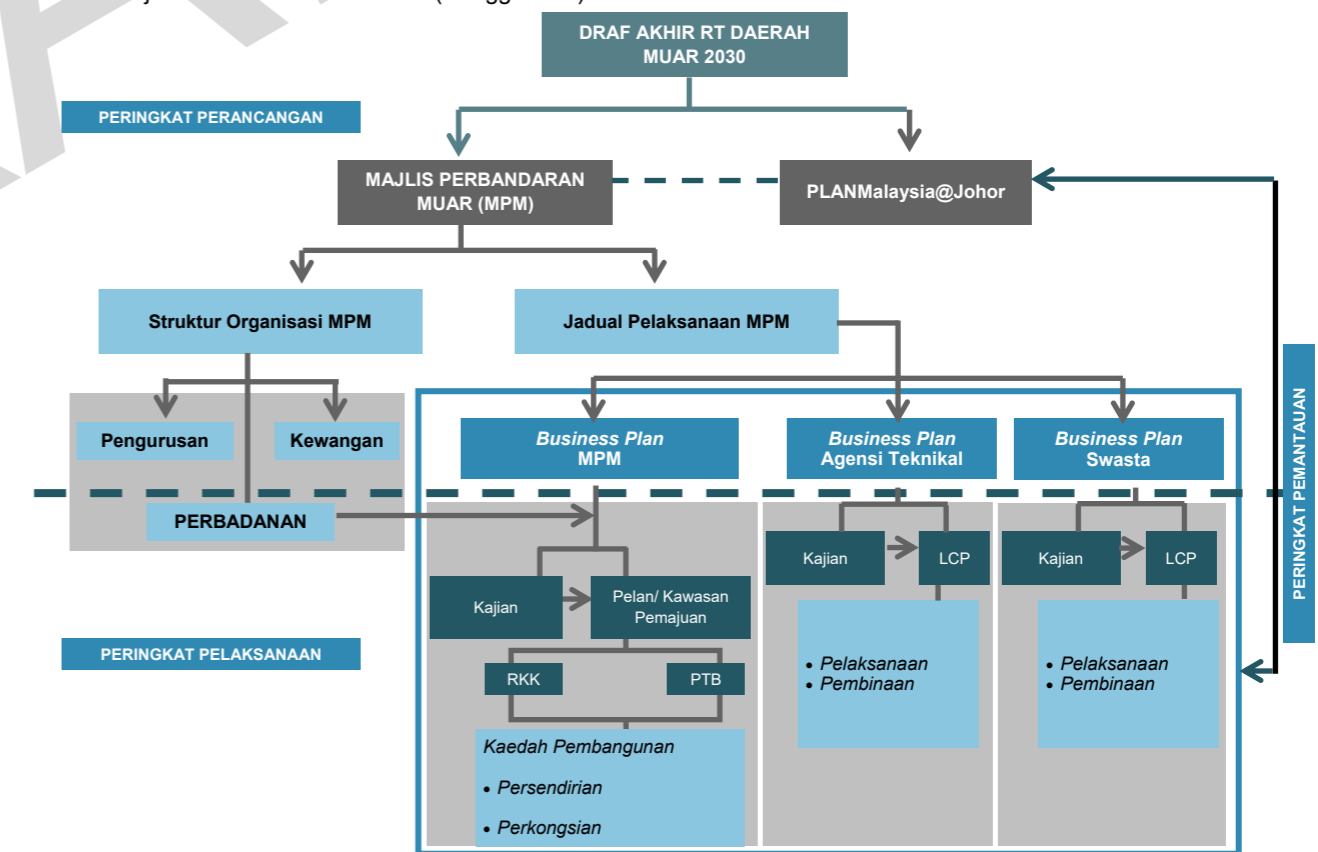 DRAF AKHIR RT DAERAH
MUAR 2030
PERINGKAT PERANCANGAN
MAJLIS PERBANDARAN
MUAR (MPM)
PLANMalaysia@Johor
Struktur Organisasi MPM
Jadual Pelaksanaan MPM
Pengurusan
Kewangan
Business Plan
MPM
Business Plan
Agensi Teknikal
Business Plan
Swasta
PERINGKAT PEMANTAUAN
PERBADANAN
Kajian
LCP
Kajian
LCP
Kajian
Pelan/ Kawasan
Pemajuan
PERINGKAT PELAKSANAAN
RKK
PTB
• Pelaksanaan
• Pembinaan
• Pelaksanaan
• Pembinaan
Kaedah Pembangunan
• Persendirian
• Perkongsian